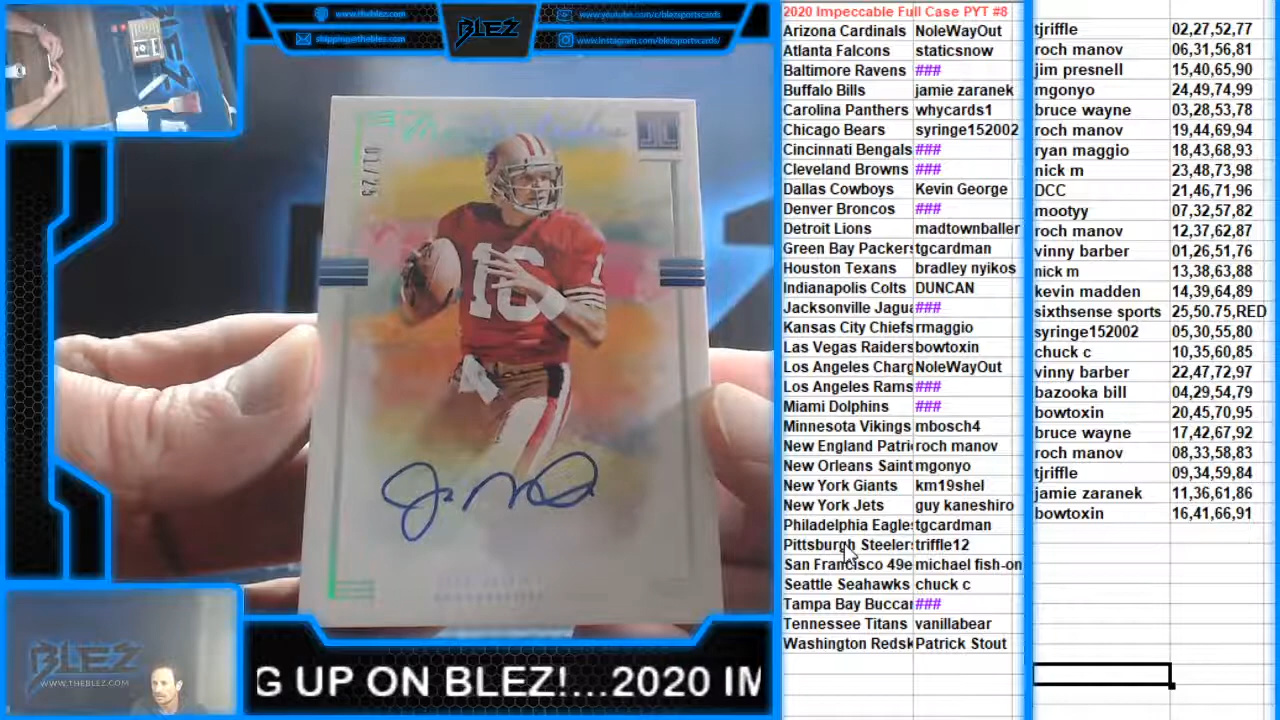 www.theblez.com
shipping@theblez.com
BLEZ
www.youtube.com/c/blezsportscards/
www.instagram.com/blezsportscards/
01/25
16
BLEZ
WWW.THEBLEZ.COM
G UP ON BLEZ!...2020 IM
2020 Impeccable Full Case PYT #8
Arizona Cardinals NoleWayOut
Atlanta Falcons staticsnow
Baltimore Ravens ###
Buffalo Bills jamie zaranek
Carolina Panthers whycards1
Chicago Bears syringe152002
Cincinnati Bengals ###
Cleveland Browns ###
Dallas Cowboys Kevin George
Denver Broncos ###
Detroit Lions madtownballer
Green Bay Packers tgcardman
Houston Texans bradley nyikos
Indianapolis Colts DUNCAN
Jacksonville Jagua ###
Kansas City Chiefs rmaggio
Las Vegas Raiders bowtoxin
Los Angeles Charg NoleWayOut
Los Angeles Rams ###
Miami Dolphins ###
Minnesota Vikings mbosch4
New England Patri roch manov
New Orleans Saint mgonyo
New York Giants km19shel
New York Jets guy kaneshiro
Philadelphia Eagles tgcardman
Pittsburgh Steelers triffle12
San Francisco 49e michael fish-on
Seattle Seahawks chuck c
Tampa Bay Bucca ###
Tennessee Titans vanillabear
Washington Redsk Patrick Stout
tjriffle 02,27,52,77
roch manov 06,31,56,81
jim presnell 15,40,65,90
mgonyo 24,49,74,99
bruce wayne 03,28,53,78
roch manov 19,44,69,94
ryan maggio 18,43,68,93
nick m 23,48,73,98
DCC 21,46,71,96
mootyy 07,32,57,82
roch manov 12,37,62,87
vinny barber 01,26,51,76
nick m 13,38,63,88
kevin madden 14,39,64,89
sixthsense sports 25,50.75,RED
syringe152002 05,30,55,80
chuck c 10,35,60,85
vinny barber 22,47,72,97
bazooka bill 04,29,54,79
bowtoxin 20,45,70,95
bruce wayne 17,42,67,92
roch manov 08,33,58,83
tjriffle 09,34,59,84
jamie zaranek 11,36,61,86
bowtoxin 16,41,66,91